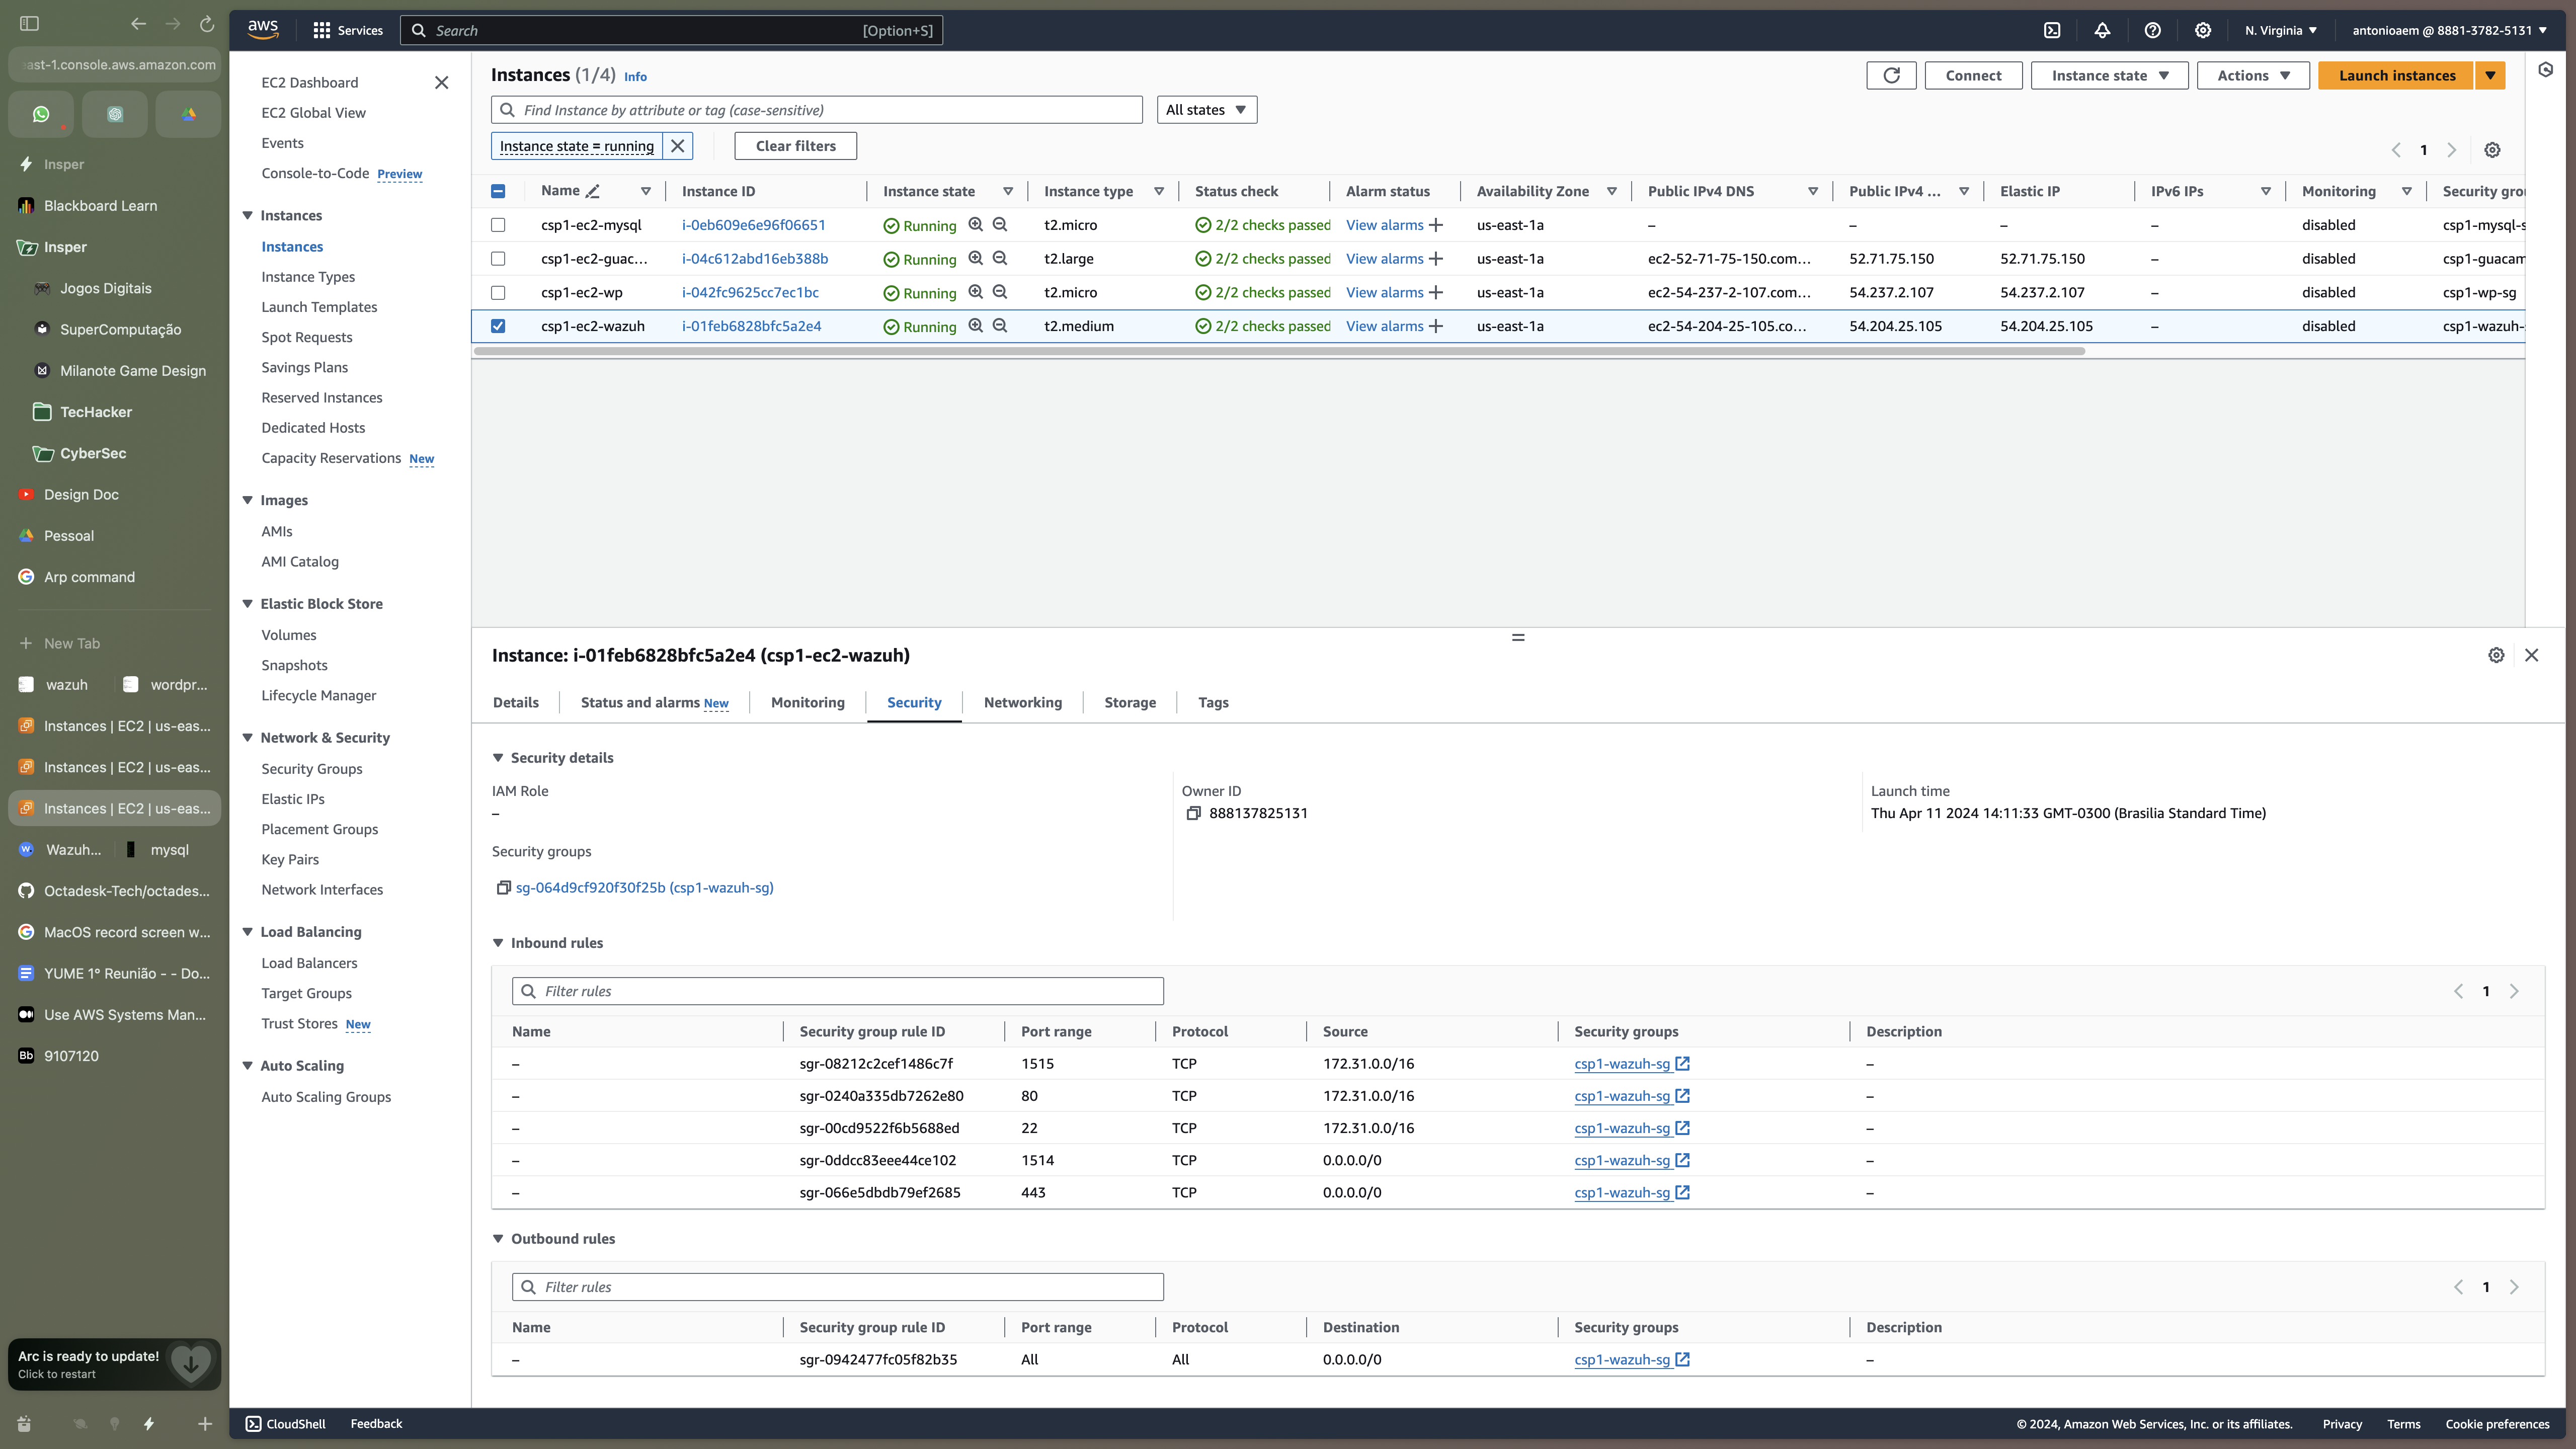 aws
Services
Search
[Option+S]
N. Virginia
antonioaem @ 8881-3782-5131
ast-1.console.aws.amazon.com
Insper
Blackboard Learn
Insper
Jogos Digitais
SuperComputação
Milanote Game Design
TecHacker
CyberSec
Design Doc
Pessoal
Arp command
New Tab
wazuh
wordpr...
Instances | EC2 | us-eas...
Instances | EC2 | us-eas...
Instances | EC2 | us-eas...
Wazuh...
mysql
Octadesk-Tech/octades...
MacOS record screen w...
YUME 1º Reunião - - Do...
Use AWS Systems Man...
Bb 9107120
Arc is ready to update!
Click to restart
EC2 Dashboard
EC2 Global View
Events
Console-to-Code Preview
Instances
Instances
Instance Types
Launch Templates
Spot Requests
Savings Plans
Reserved Instances
Dedicated Hosts
Capacity Reservations New
Images
AMIs
AMI Catalog
Elastic Block Store
Volumes
Snapshots
Lifecycle Manager
Network & Security
Security Groups
Elastic IPs
Placement Groups
Key Pairs
Network Interfaces
Load Balancing
Load Balancers
Target Groups
Trust Stores New
Auto Scaling
Auto Scaling Groups
Instances (1/4) Info
Connect
Instance state
Actions
Launch instances
Find Instance by attribute or tag (case-sensitive)
All states
Instance state = running
Clear filters
1
Name Instance ID Instance state Instance type Status check Alarm status Availability Zone Public IPv4 DNS Public IPv4 ... Elastic IP IPv6 IPs Monitoring Security grou
csp1-ec2-mysql i-0eb609e6e96f06651 Running t2.micro 2/2 checks passed View alarms + us-east-1a – – – – disabled csp1-mysql-s
csp1-ec2-guac... i-04c612abd16eb388b Running t2.large 2/2 checks passed View alarms + us-east-1a ec2-52-71-75-150.com... 52.71.75.150 52.71.75.150 – disabled csp1-guacam
csp1-ec2-wp i-042fc9625cc7ec1bc Running t2.micro 2/2 checks passed View alarms + us-east-1a ec2-54-237-2-107.com... 54.237.2.107 54.237.2.107 – disabled csp1-wp-sg
csp1-ec2-wazuh i-01feb6828bfc5a2e4 Running t2.medium 2/2 checks passed View alarms + us-east-1a ec2-54-204-25-105.co... 54.204.25.105 54.204.25.105 – disabled csp1-wazuh-
Instance: i-01feb6828bfc5a2e4 (csp1-ec2-wazuh)
Details
Status and alarms New
Monitoring
Security
Networking
Storage
Tags
Security details
IAM Role
–
Owner ID
888137825131
Launch time
Thu Apr 11 2024 14:11:33 GMT-0300 (Brasilia Standard Time)
Security groups
sg-064d9cf920f30f25b (csp1-wazuh-sg)
Inbound rules
Filter rules
1
Name Security group rule ID Port range Protocol Source Security groups Description
– sgr-08212c2cef1486c7f 1515 TCP 172.31.0.0/16 csp1-wazuh-sg –
– sgr-0240a335db7262e80 80 TCP 172.31.0.0/16 csp1-wazuh-sg –
– sgr-00cd9522f6b5688ed 22 TCP 172.31.0.0/16 csp1-wazuh-sg –
– sgr-0ddcc83eee44ce102 1514 TCP 0.0.0.0/0 csp1-wazuh-sg –
– sgr-066e5dbdb79ef2685 443 TCP 0.0.0.0/0 csp1-wazuh-sg –
Outbound rules
Filter rules
1
Name Security group rule ID Port range Protocol Destination Security groups Description
– sgr-0942477fc05f82b35 All All 0.0.0.0/0 csp1-wazuh-sg –
CloudShell
Feedback
© 2024, Amazon Web Services, Inc. or its affiliates.
Privacy
Terms
Cookie preferences